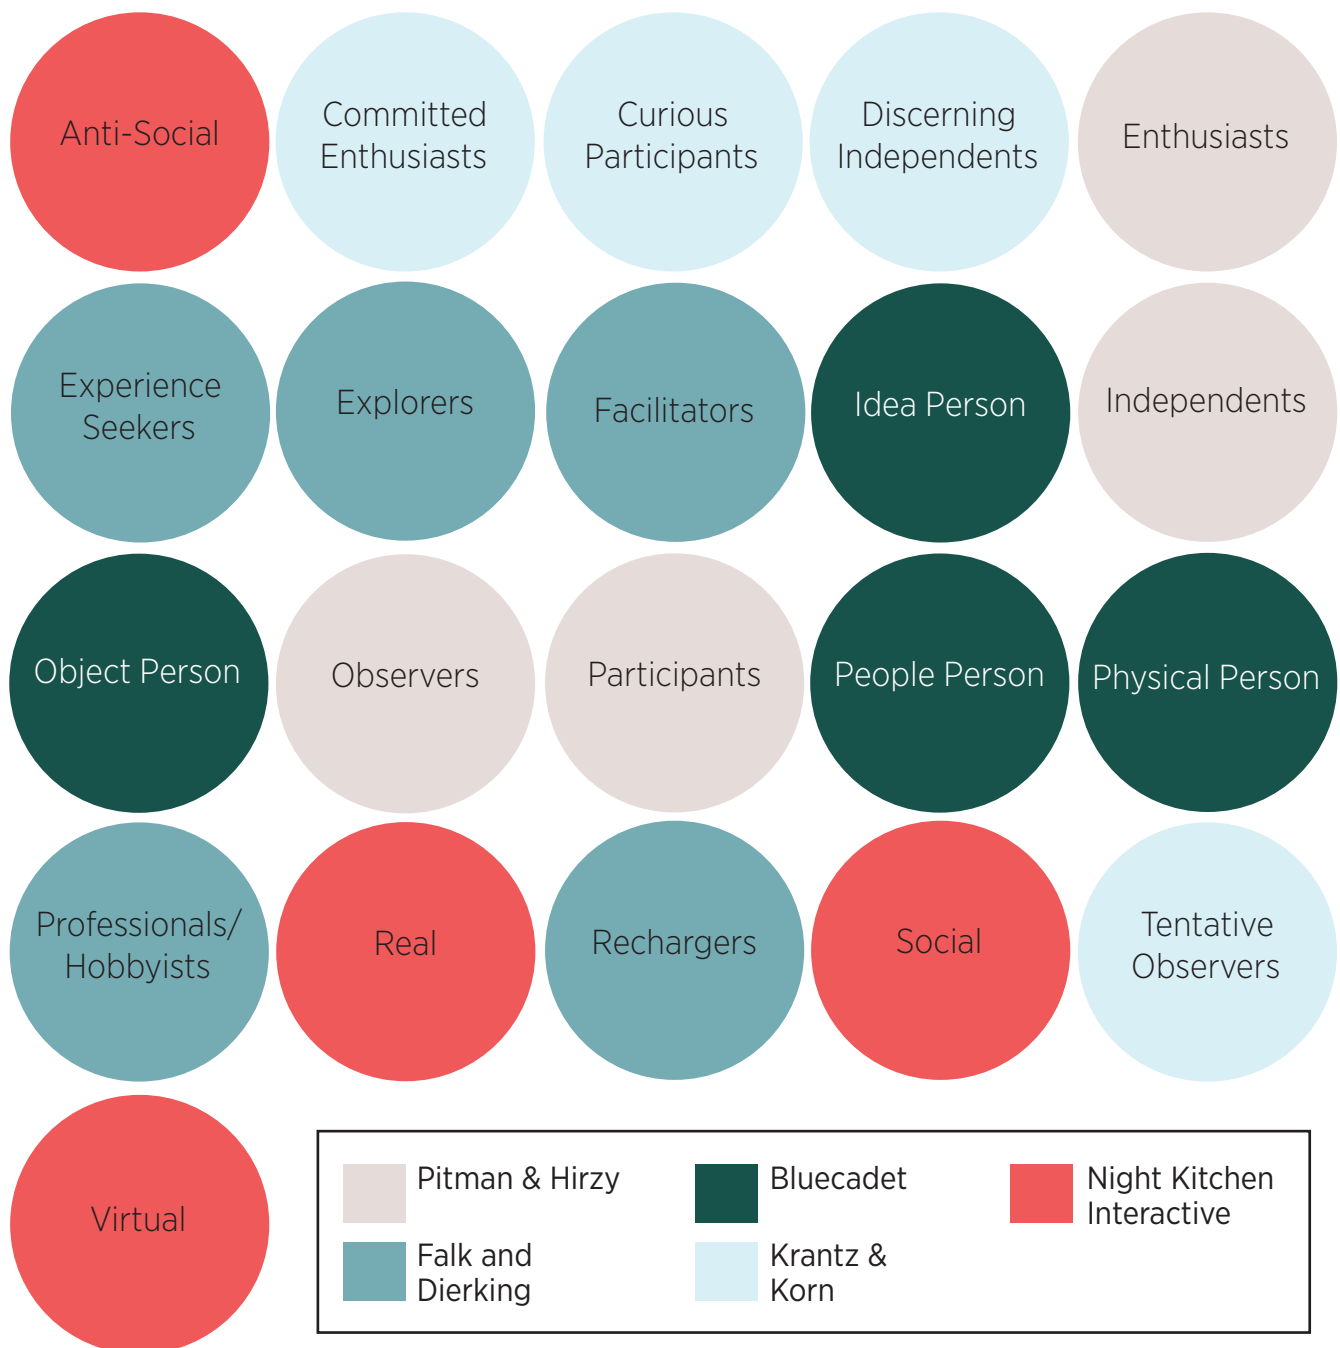 Anti-Social
Committed
Enthusiasts
Curious
Participants
Discerning
Independents
Enthusiasts
Experience
Seekers
Explorers
Facilitators
Idea Person
Independents
Object Person
Observers
Participants
People Person
Physical Person
Professionals/
Hobbyists
Real
Rechargers
Social
Tentative
Observers
Virtual
Pitman & Hirzy
Bluecadet
Night Kitchen
Interactive
Falk and
Dierking
Krantz &
Korn